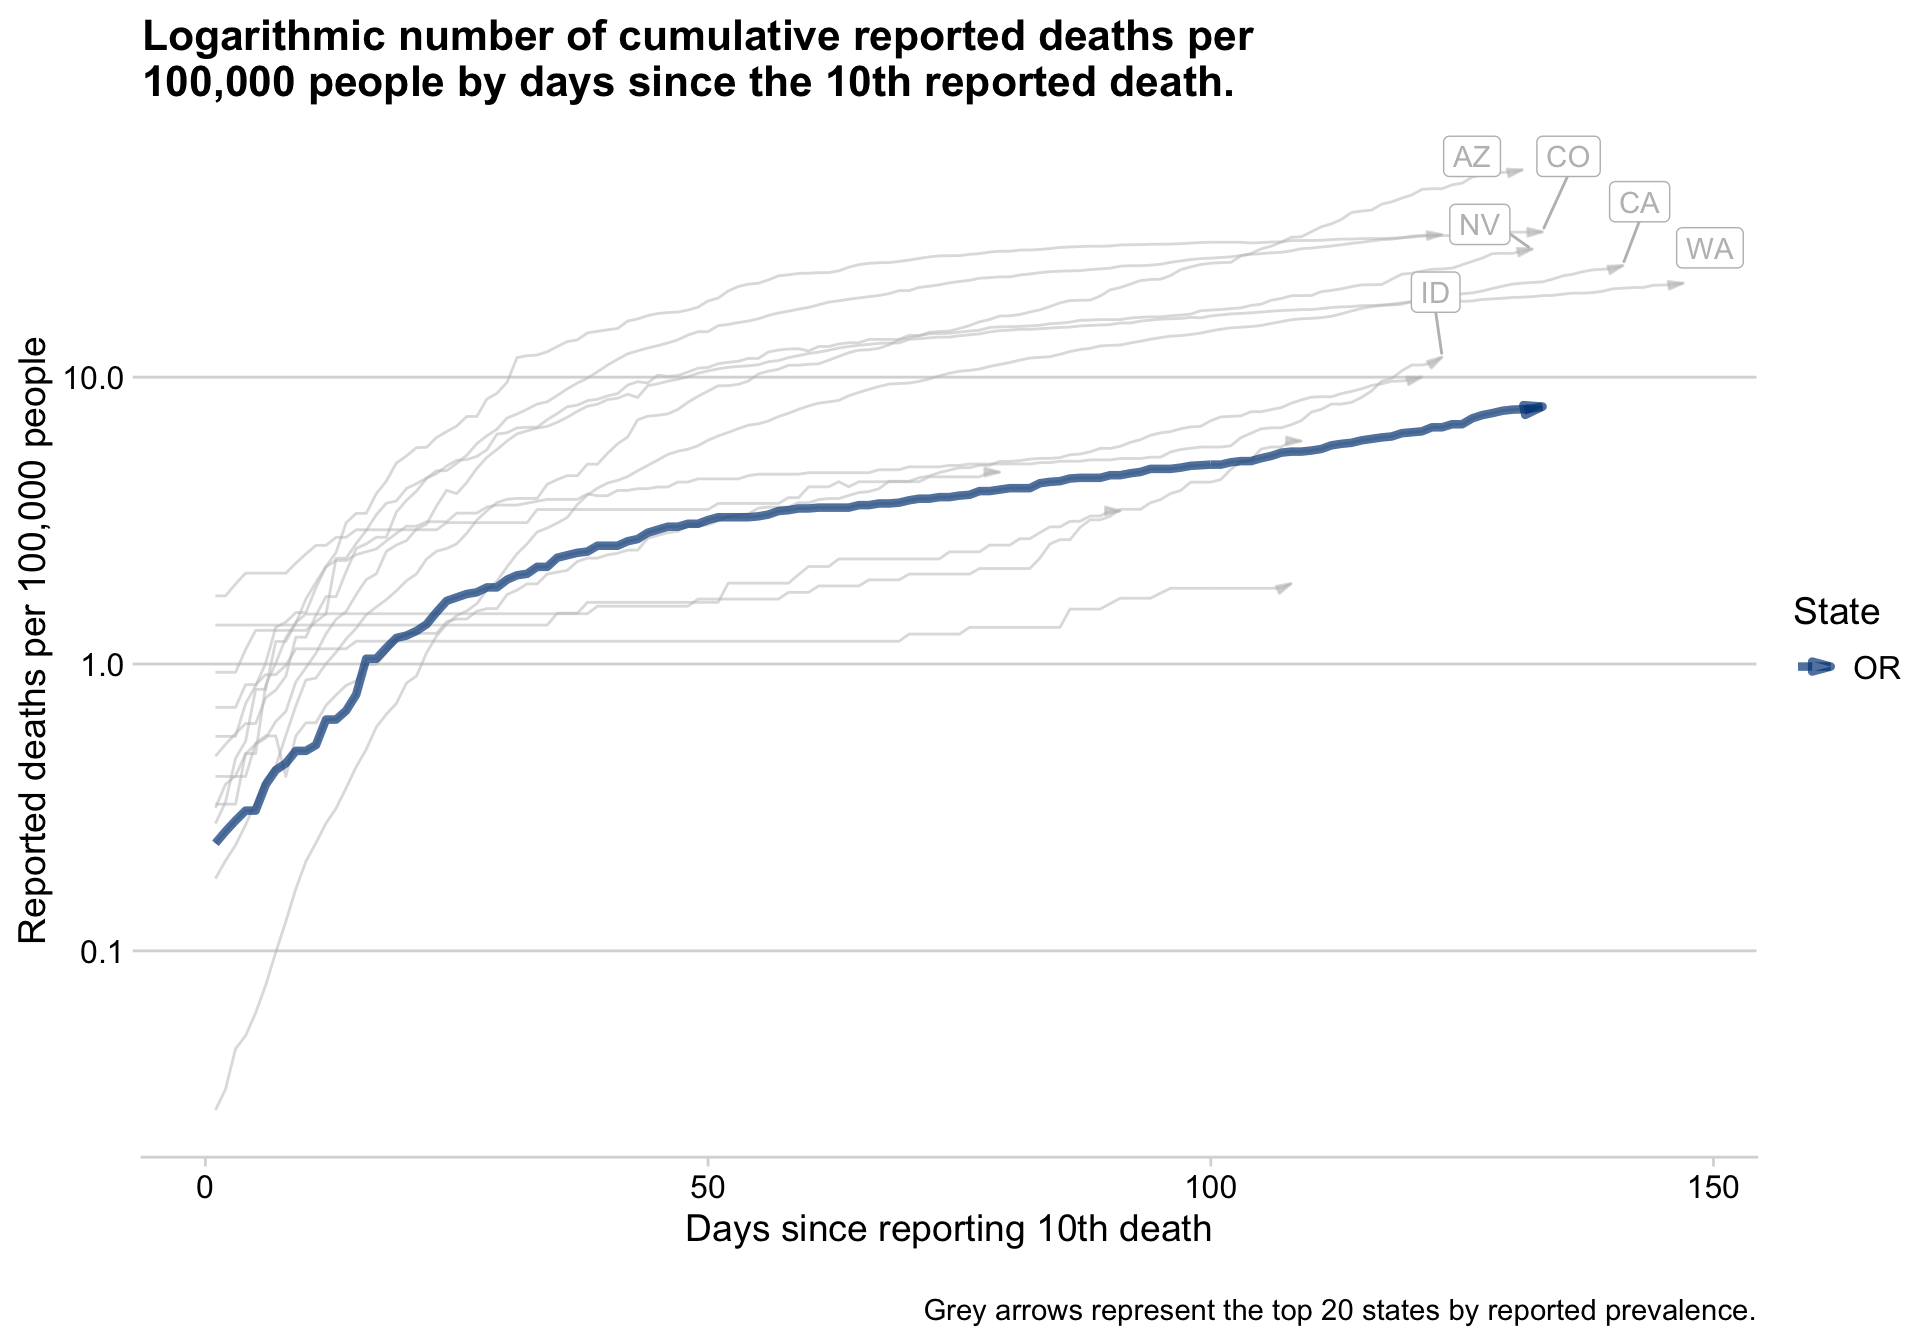 Logarithmic number of cumulative reported deaths per
100,000 people by days since the 10th reported death.
AZ
CO
CA
NV
WA
ID
Reported deaths per 100,000 people
10.0
1.0
0.1
State
OR
0
50
100
150
Days since reporting 10th death
Grey arrows represent the top 20 states by reported prevalence.